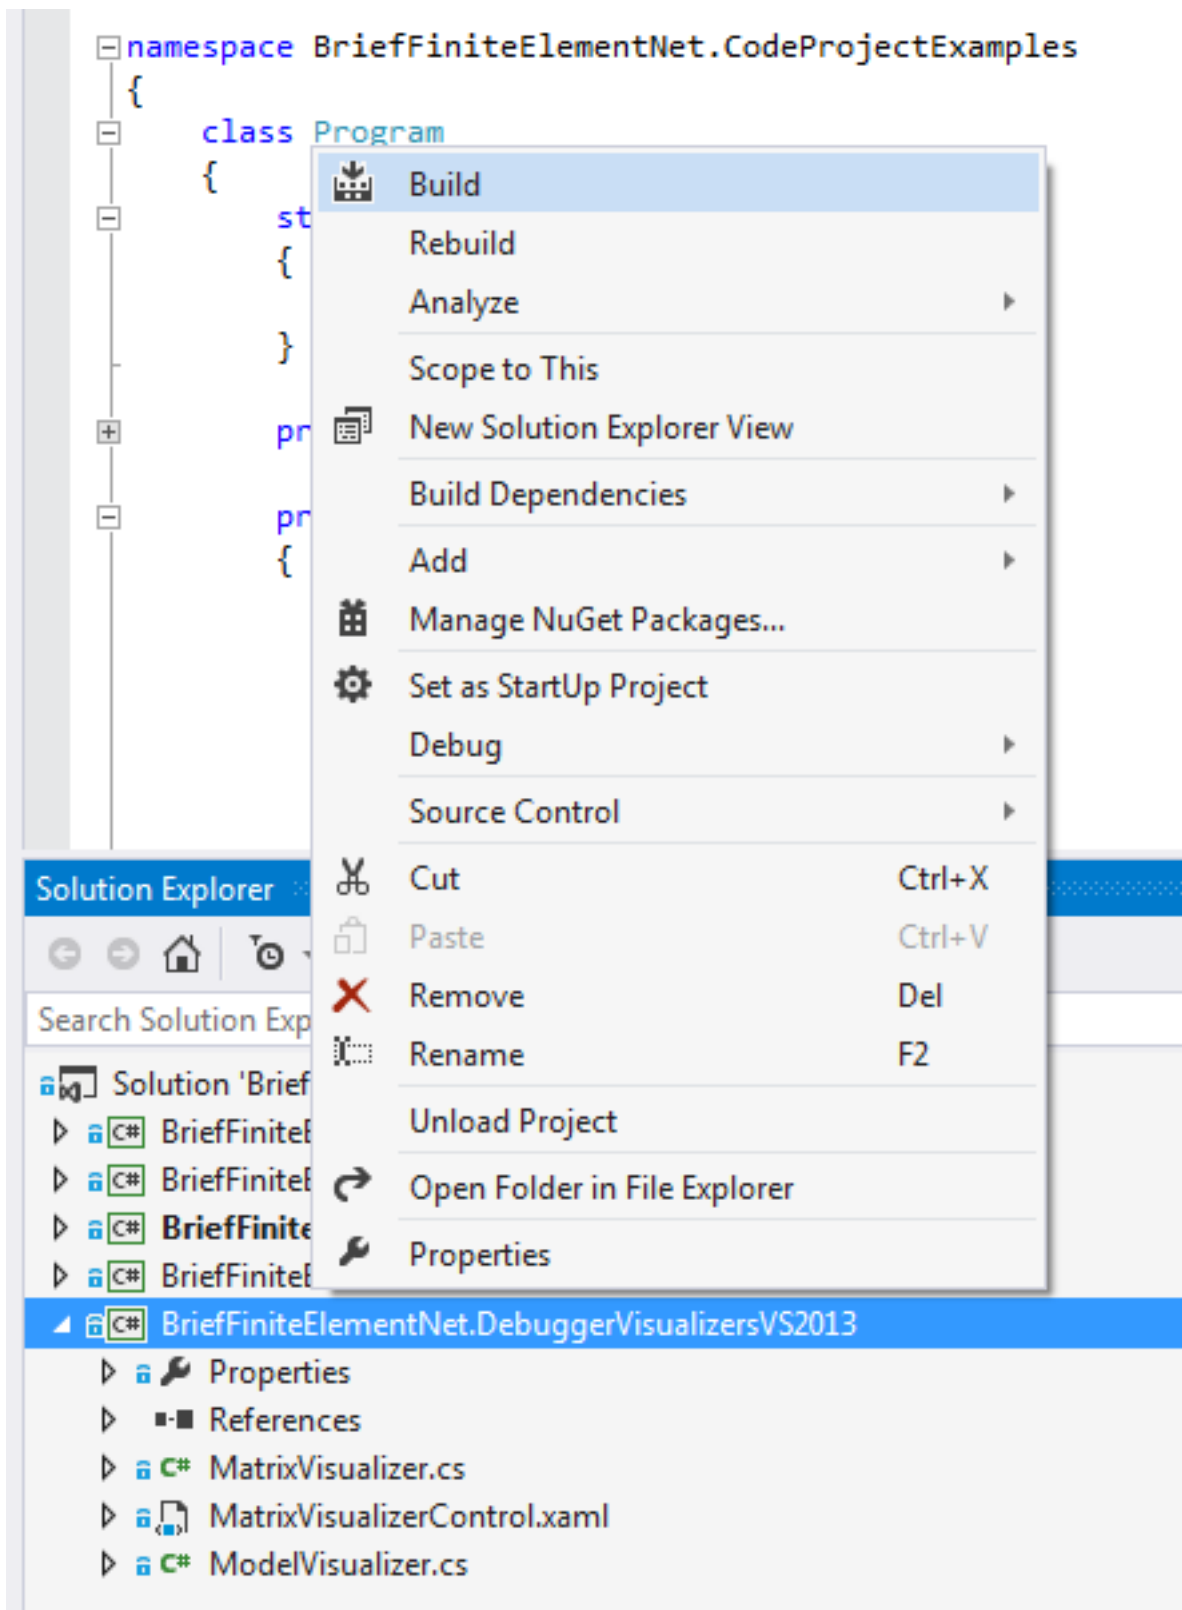 namespace BriefFiniteElementNet.CodeProjectExamples
{
class Program
{
st
{
}
pr
pr
{
Build
Rebuild
Analyze
Scope to This
New Solution Explorer View
Build Dependencies
Add
Manage NuGet Packages...
Set as StartUp Project
Debug
Source Control
Cut Ctrl+X
Paste Ctrl+V
Remove Del
Rename F2
Unload Project
Open Folder in File Explorer
Properties
Solution Explorer
Search Solution Exp
Solution 'Brief
C# BriefFinite
C# BriefFinite
C# BriefFinite
C# BriefFinite
C# BriefFiniteElementNet.DebuggerVisualizersVS2013
Properties
References
C# MatrixVisualizer.cs
MatrixVisualizerControl.xaml
C# ModelVisualizer.cs